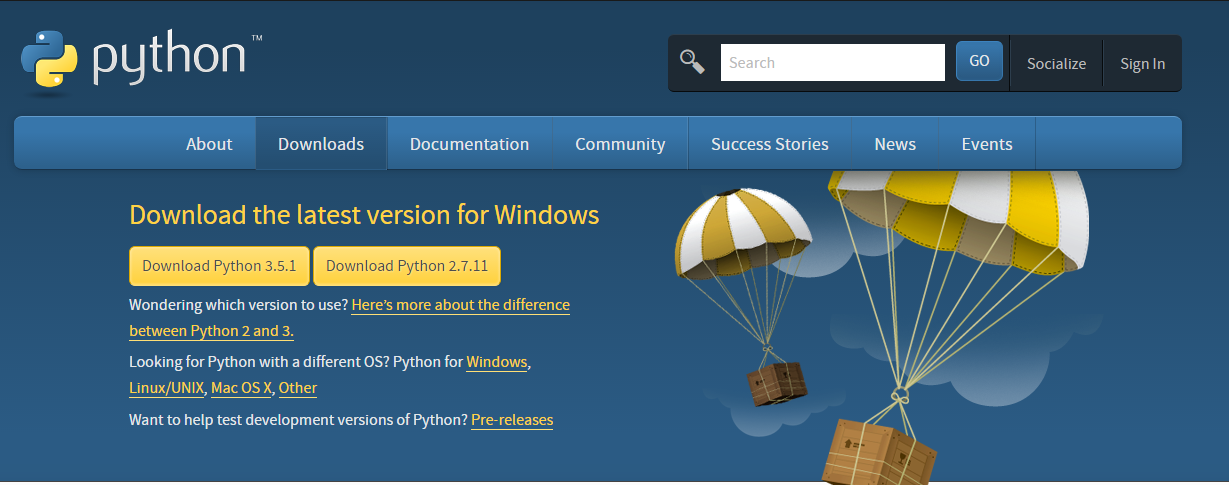 python™
Search
GO
Socialize
Sign In
About
Downloads
Documentation
Community
Success Stories
News
Events
Download the latest version for Windows
Download Python 3.5.1
Download Python 2.7.11
Wondering which version to use? Here’s more about the difference
between Python 2 and 3.
Looking for Python with a different OS? Python for Windows,
Linux/UNIX, Mac OS X, Other
Want to help test development versions of Python? Pre-releases